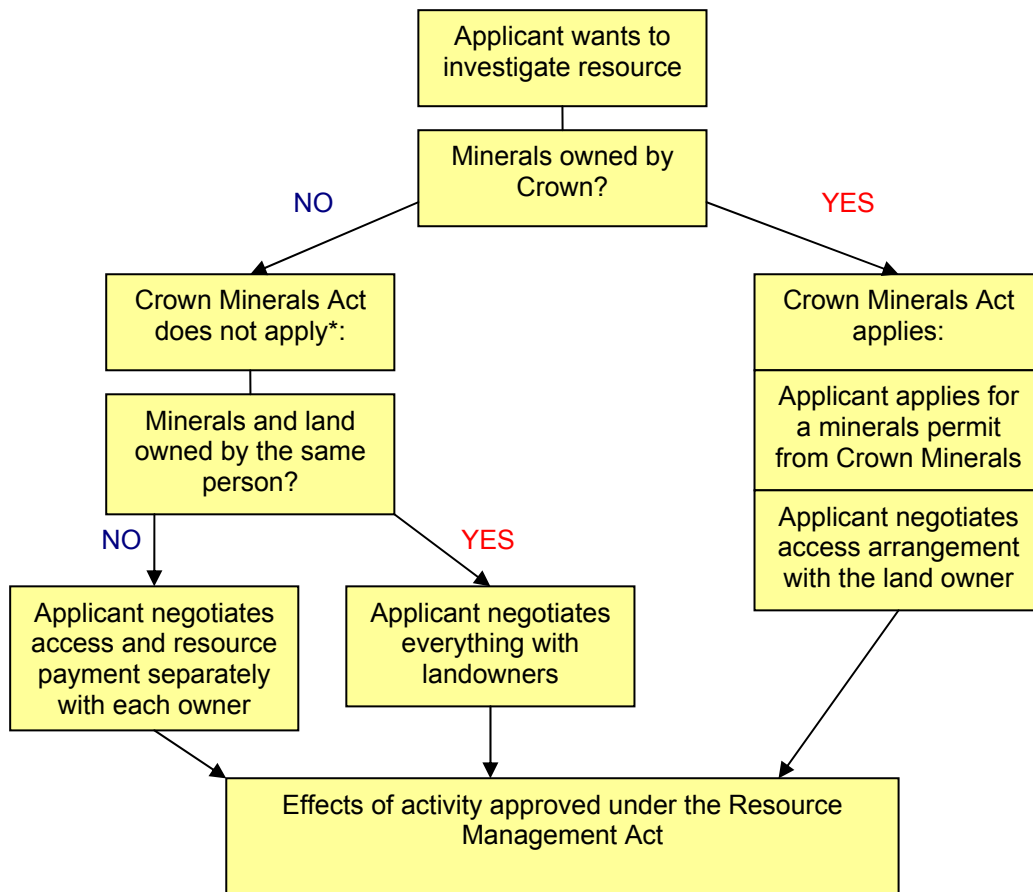 Applicant wants to
investigate resource
Minerals owned by
Crown?
NO
YES
Crown Minerals Act
does not apply*:
Minerals and land
owned by the same
person?
NO
YES
Applicant negotiates
access and resource
payment separately
with each owner
Applicant negotiates
everything with
landowners
Crown Minerals Act
applies:
Applicant applies for
a minerals permit
from Crown Minerals
Applicant negotiates
access arrangement
with the land owner
Effects of activity approved under the Resource
Management Act